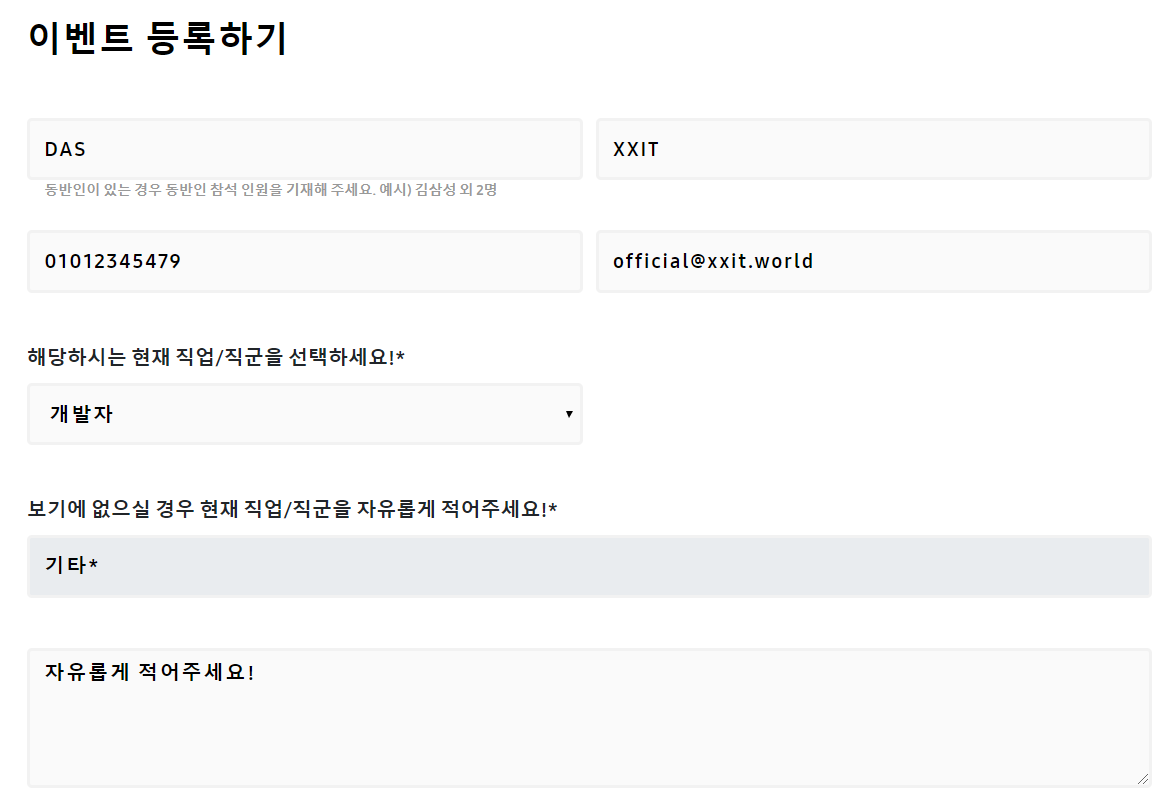 이벤트 등록하기
DAS
XXIT
동반인이 있는 경우 동반인 참석 인원을 기재해 주세요. 예시) 김삼성 외 2명
01012345479
official@xxit.world
해당하시는 현재 직업/직군을 선택하세요!*
개발자
보기에 없으실 경우 현재 직업/직군을 자유롭게 적어주세요!*
기타*
자유롭게 적어주세요!